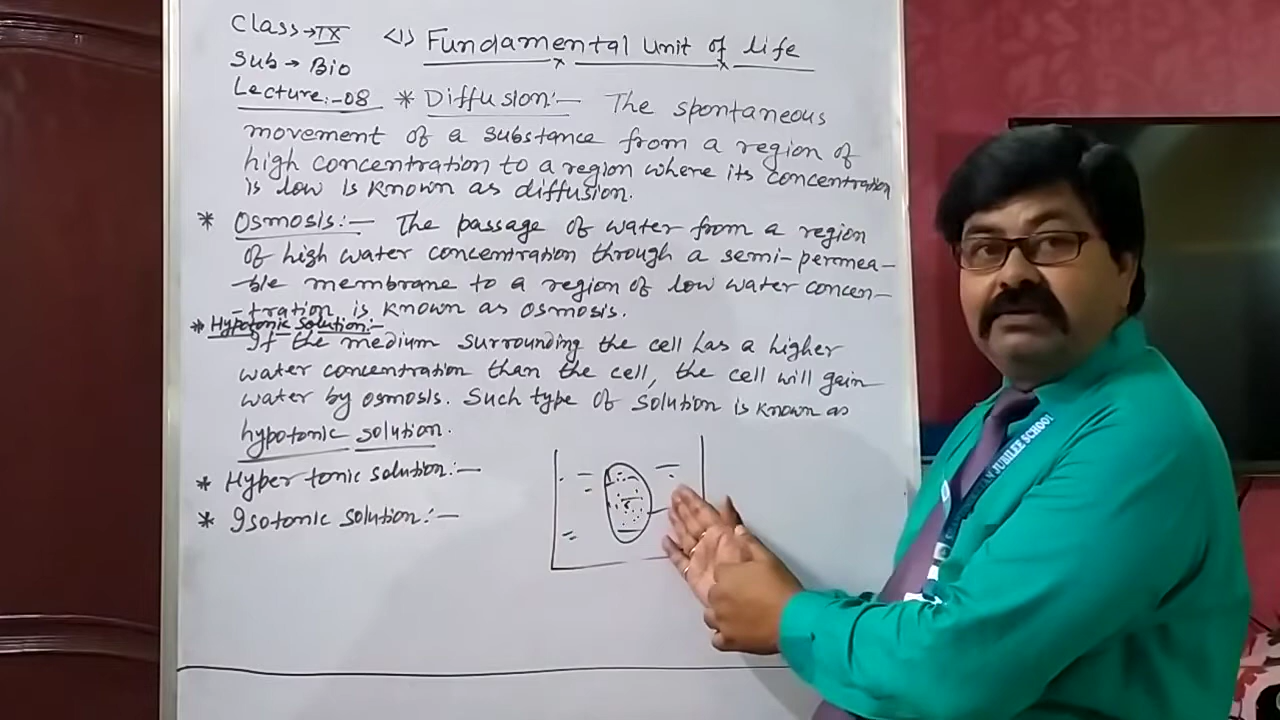 Class → IX <1> Fundamental Unit of life
Sub → Bio
Lecture:-08 * Diffusion:- The spontaneous
movement of a substance from a region of
high concentration to a region where its concentration
is low is known as diffusion.
* Osmosis:- The passage of water from a region
of high water concentration through a semi-permea-
-ble membrane to a region of low water concen-
-tration is known as osmosis.
* Hypotonic Solution:-
If the medium surrounding the cell has a higher
water concentration than the cell, the cell will gain
water by osmosis. Such type of solution is known as
hypotonic solution.
* Hyper tonic solution:-
* Isotonic solution:-
JUBILEE SCHOOL